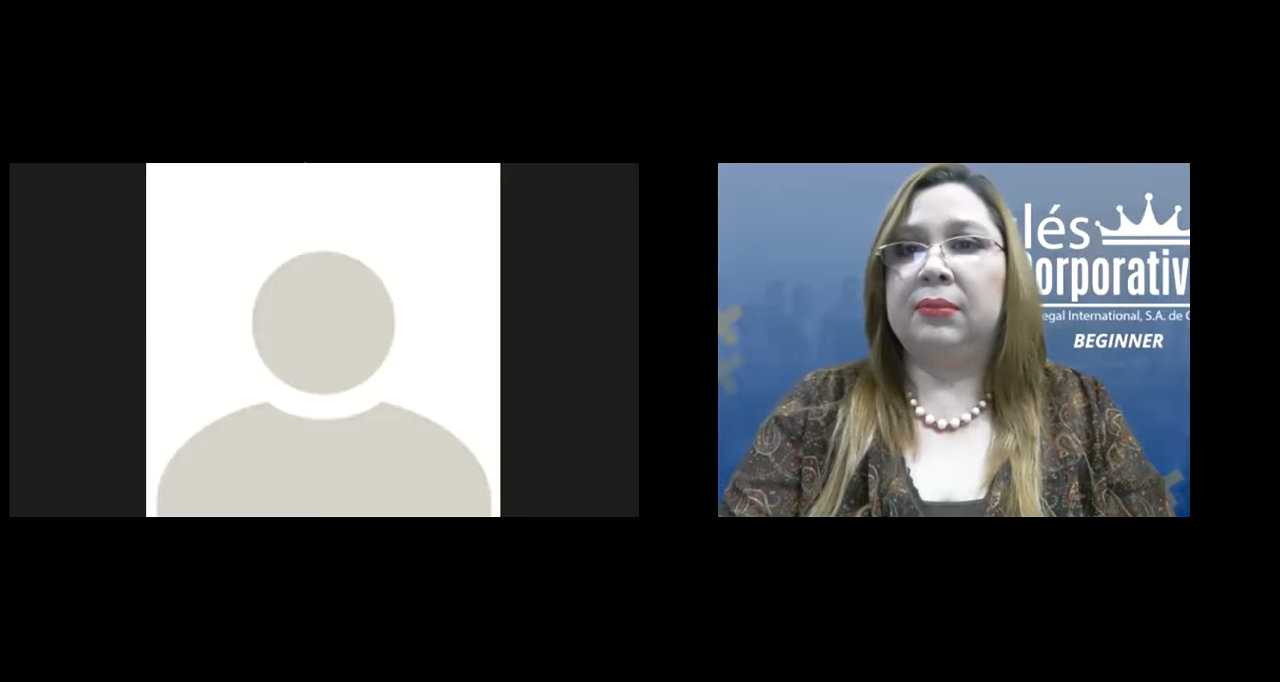 lés
orporativ
egal International, S.A. de C
BEGINNER